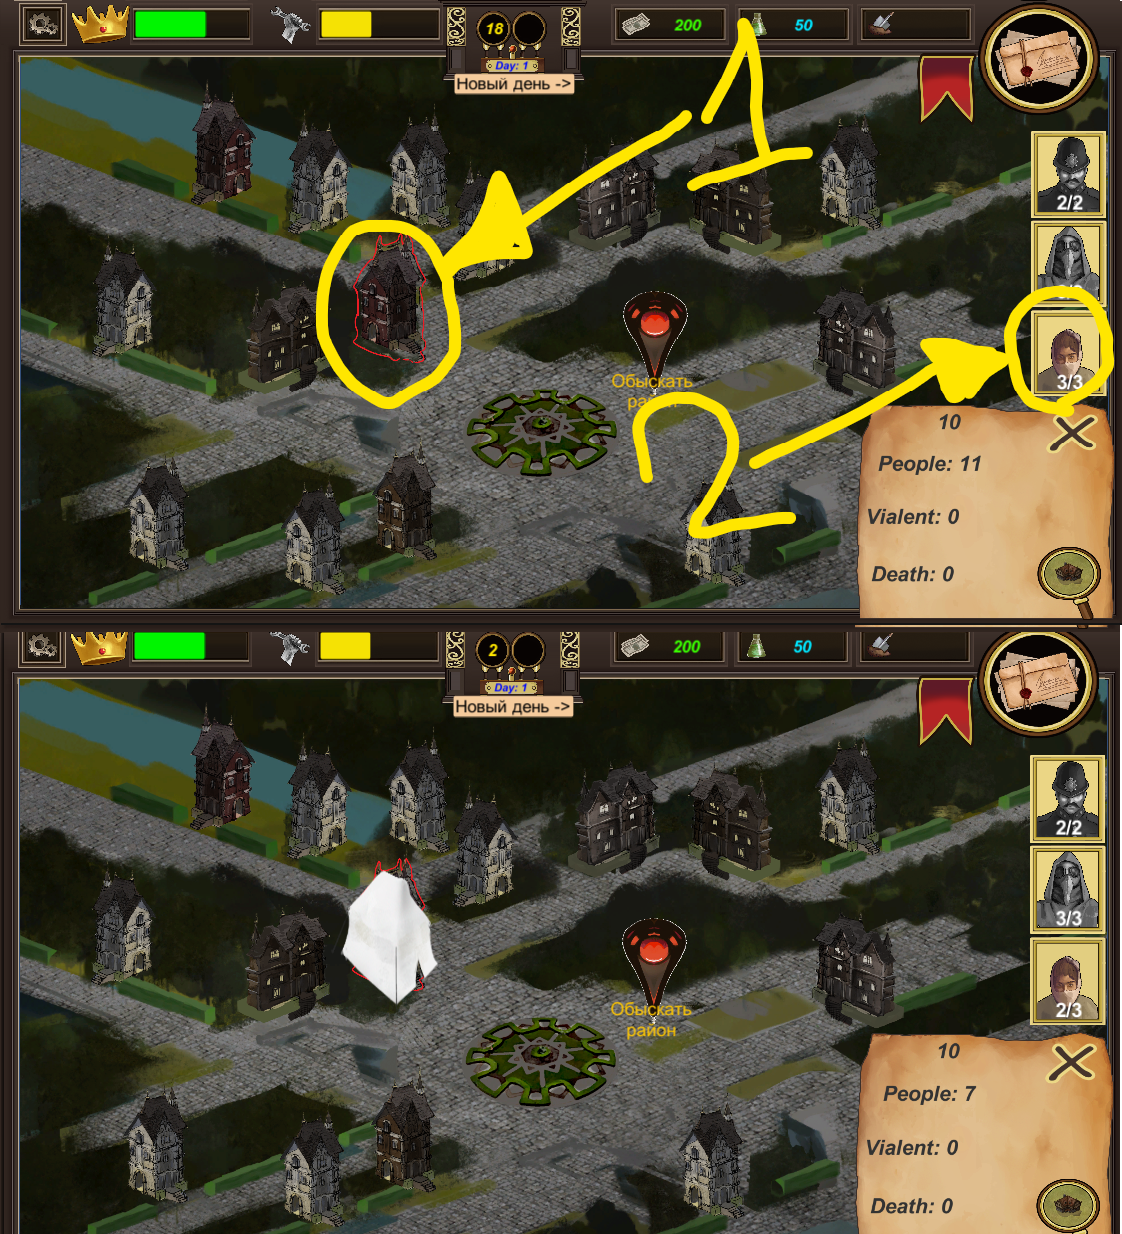 18
200
50
Day: 1
Новый день ->
1
2/2
3/3
Обыскать
район
2
10
People: 11
Vialent: 0
Death: 0
2
200
50
Day: 1
Новый день ->
2/2
3/3
2/3
Обыскать
район
10
People: 7
Vialent: 0
Death: 0